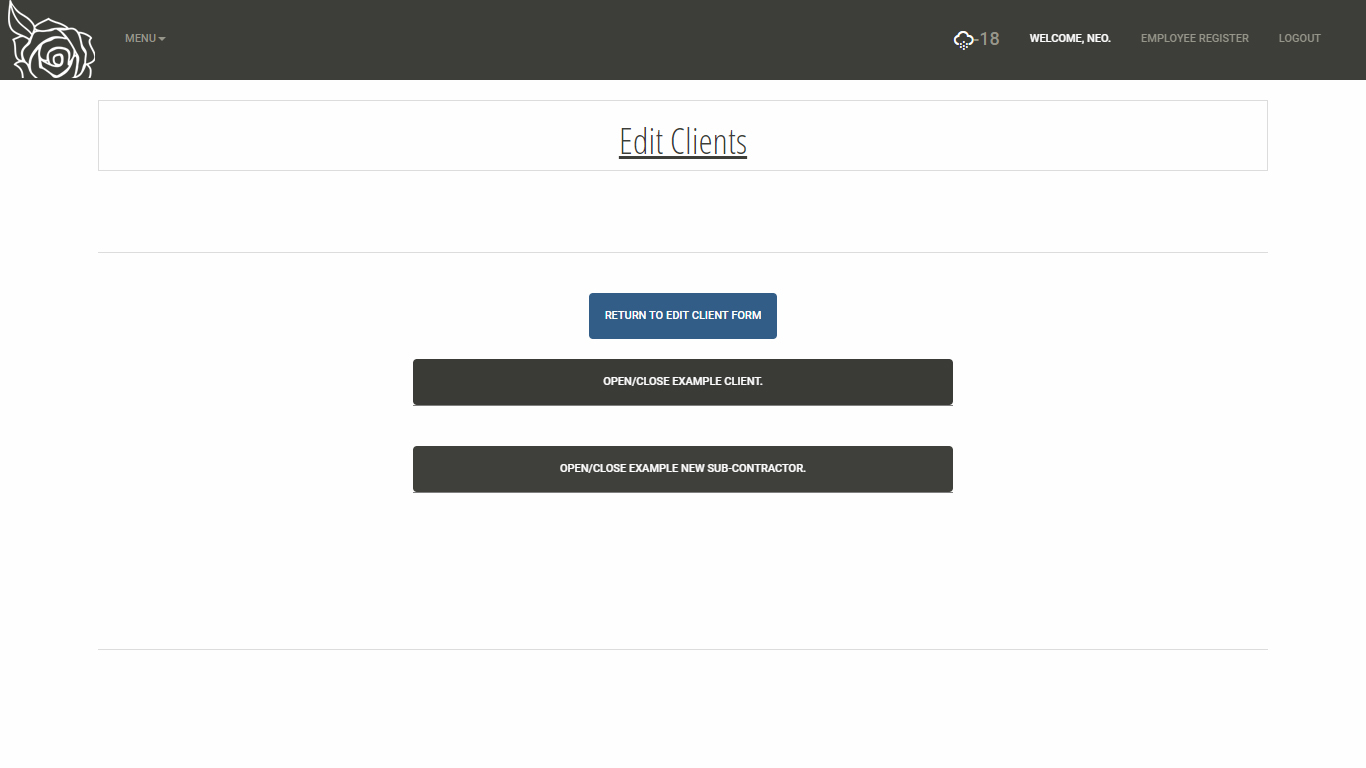 MENU
-18
WELCOME, NEO.
EMPLOYEE REGISTER
LOGOUT
Edit Clients
RETURN TO EDIT CLIENT FORM
OPEN/CLOSE EXAMPLE CLIENT.
OPEN/CLOSE EXAMPLE NEW SUB-CONTRACTOR.